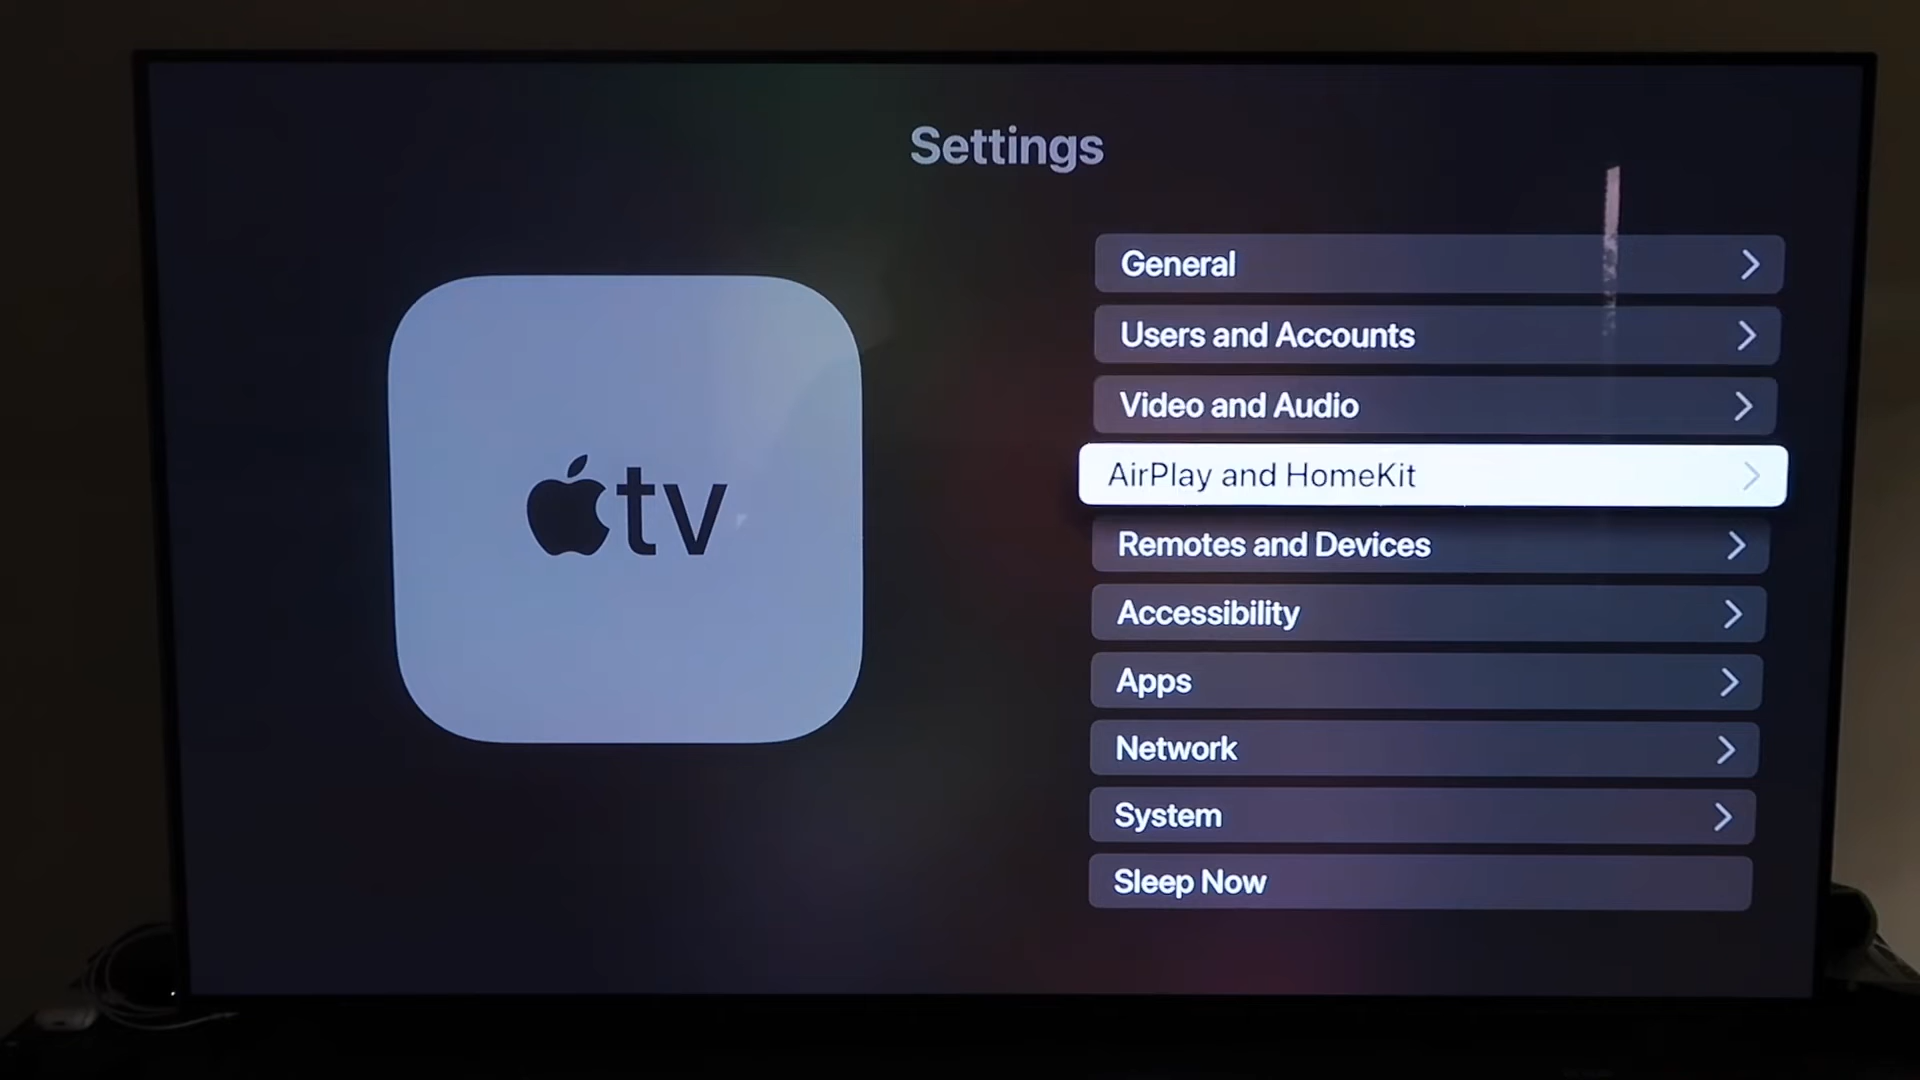 Settings
tv
General
Users and Accounts
Video and Audio
AirPlay and HomeKit
Remotes and Devices
Accessibility
Apps
Network
System
Sleep Now